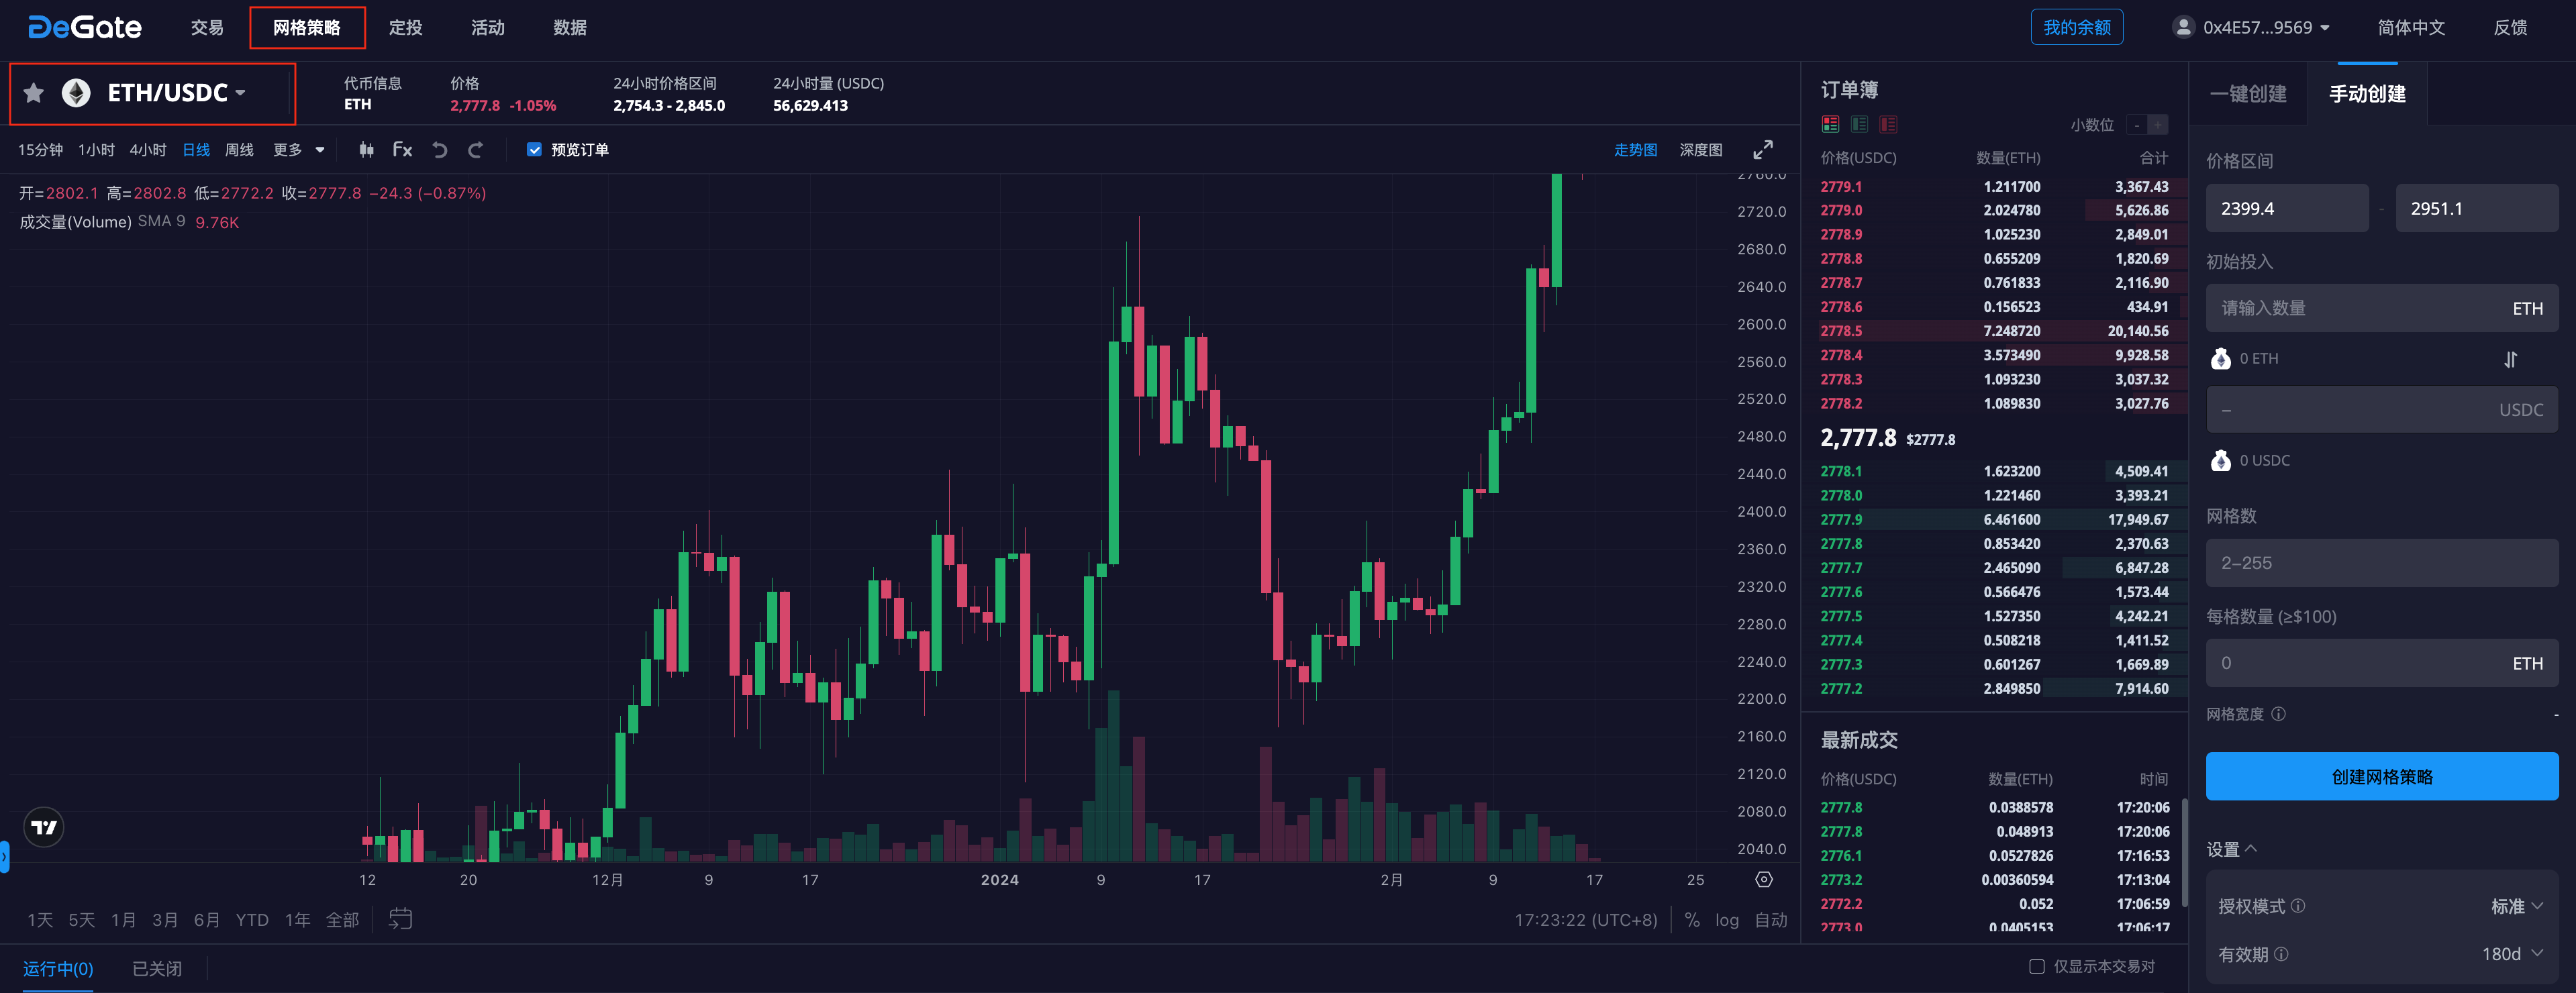 DeGate 交易 网格策略 定投 活动 数据 我的余额 0x4E57...9569 简体中文 反馈
ETH/USDC
代币信息 价格 24小时价格区间 24小时量 (USDC)
ETH 2,777.8 -1.05% 2,754.3 - 2,845.0 56,629.413
15分钟 1小时 4小时 日线 周线 更多 Fx 预览订单 走势图 深度图
开=2802.1 高=2802.8 低=2772.2 收=2777.8 −24.3 (−0.87%)
成交量(Volume) SMA 9 9.76K
2760.0
2720.0
2680.0
2640.0
2600.0
2560.0
2520.0
2480.0
2440.0
2400.0
2360.0
2320.0
2280.0
2240.0
2200.0
2160.0
2120.0
2080.0
2040.0
12 20 12月 9 17 2024 9 17 2月 9 17 25
1天 5天 1月 3月 6月 YTD 1年 全部 17:23:22 (UTC+8) % log 自动
运行中(0) 已关闭 仅显示本交易对
订单簿
小数位 - +
价格(USDC) 数量(ETH) 合计
2779.1 1.211700 3,367.43
2779.0 2.024780 5,626.86
2778.9 1.025230 2,849.01
2778.8 0.655209 1,820.69
2778.7 0.761833 2,116.90
2778.6 0.156523 434.91
2778.5 7.248720 20,140.56
2778.4 3.573490 9,928.58
2778.3 1.093230 3,037.32
2778.2 1.089830 3,027.76
2,777.8 $2777.8
2778.1 1.623200 4,509.41
2778.0 1.221460 3,393.21
2777.9 6.461600 17,949.67
2777.8 0.853420 2,370.63
2777.7 2.465090 6,847.28
2777.6 0.566476 1,573.44
2777.5 1.527350 4,242.21
2777.4 0.508218 1,411.52
2777.3 0.601267 1,669.89
2777.2 2.849850 7,914.60
最新成交
价格(USDC) 数量(ETH) 时间
2777.8 0.0388578 17:20:06
2777.8 0.048913 17:20:06
2776.1 0.0527826 17:16:53
2773.2 0.00360594 17:13:04
2772.2 0.052 17:06:59
2773.0 0.0405153 17:06:17
一键创建 手动创建
价格区间
2399.4 - 2951.1
初始投入
请输入数量 ETH
0 ETH
– USDC
0 USDC
网格数
2–255
每格数量 (≥$100)
0 ETH
网格宽度 -
创建网格策略
设置
授权模式 标准
有效期 180d